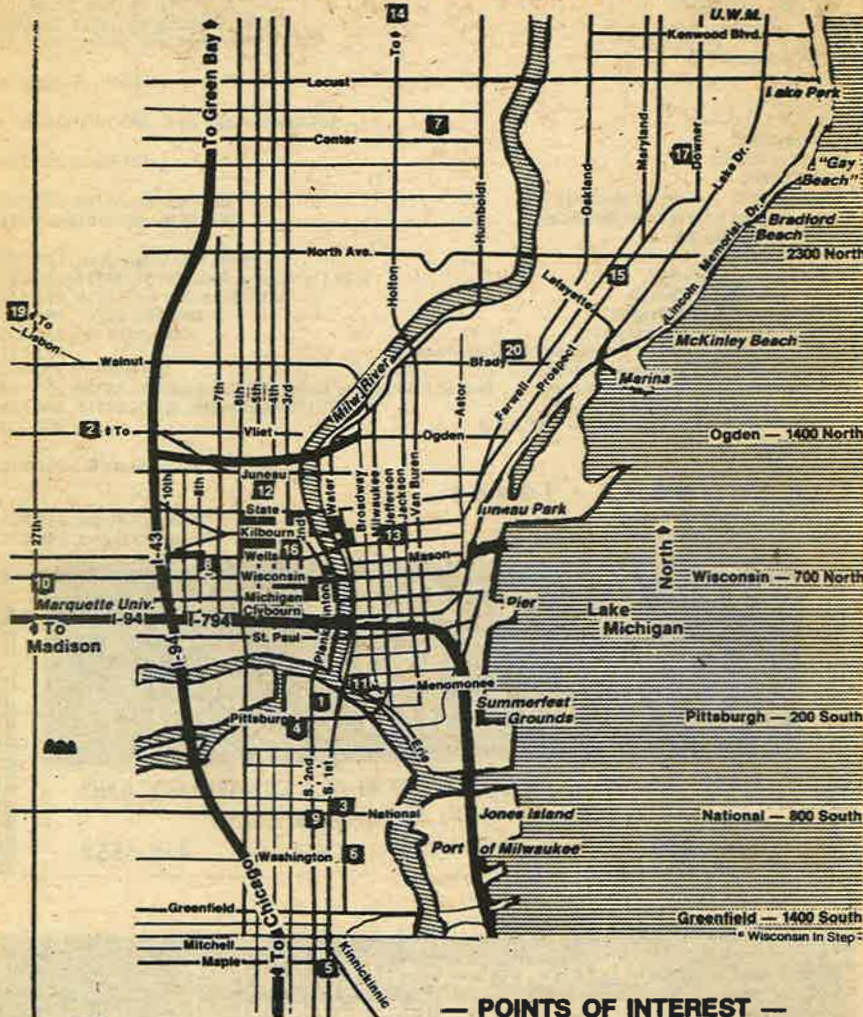 U.W.M.
Kenwood Blvd.
14
To
To Green Bay
Locust
Lake Park
7
Center
Maryland
17
Downer
Lake Dr.
"Gay
Beach"
Oakland
Humboldt
Lincoln Memorial Dr.
Bradford
Beach
North Ave.
2300 North
Holton
Lafayette
15
19
To
Lisbon
McKinley Beach
20
Walnut
Brady
Milw. River
7th
6th
5th
4th
3rd
Astor
Farwell
Prospect
Marina
2
To
Vliet
Ogden
Ogden — 1400 North
Juneau
10th
8th
12
State
2nd
Water
Broadway
Milwaukee
Jefferson
Jackson
Van Buren
Juneau Park
27th
I-43
Kilbourn
13
North
Wells
16
8
Mason
10
Wisconsin
Wisconsin — 700 North
Marquette Univ.
Michigan
Pier
Lake
Michigan
Clybourn
I-94
I-794
To
Madison
St. Paul
Plankinton
I-94
11
Menomonee
1
Summerfest
Grounds
Pittsburgh
4
Pittsburgh — 200 South
Erie
S. 2nd
S. 1st
3
National
Jones Island
National — 800 South
9
Port of Milwaukee
Washington
6
To Chicago
Greenfield
Greenfield — 1400 South
© Wisconsin In Step
Mitchell
Maple
5
Kinnickinnic
— POINTS OF INTEREST —